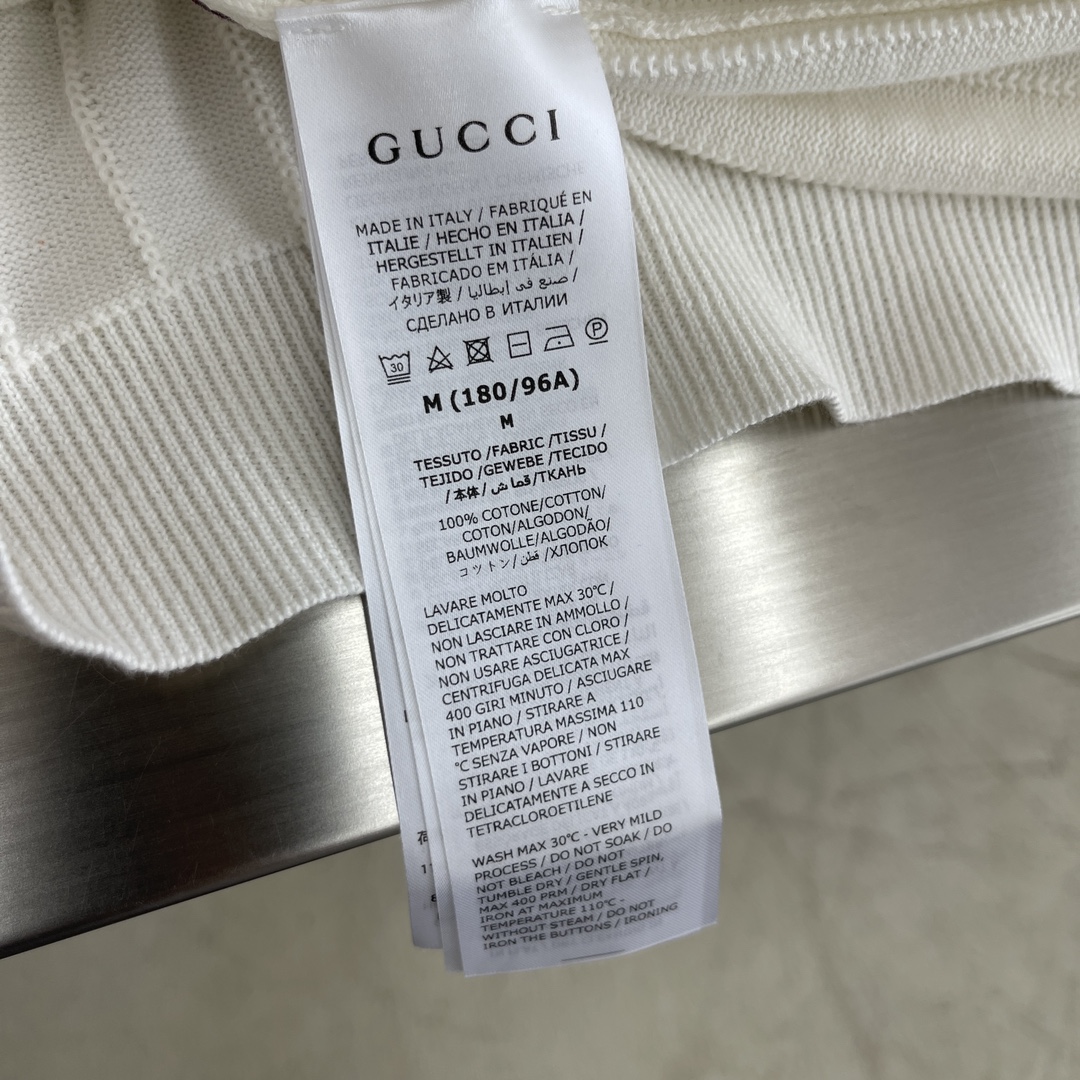 GUCCI
MADE IN ITALY / FABRIQUÉ EN
ITALIE / HECHO EN ITALIA /
HERGESTELLT IN ITALIEN /
FABRICADO EM ITÁLIA /
イタリア製 / صنع في إيطاليا /
СДЕЛАНО В ИТАЛИИ
30 P
M (180/96A)
M
TESSUTO /FABRIC /TISSU /
TEJIDO /GEWEBE /TECIDO
/本体/ قماش/ТКАНЬ
100% COTONE/COTTON/
COTON/ALGODON/
BAUMWOLLE/ALGODÃO/
コットン/ قطن /ХЛОПОК
LAVARE MOLTO
DELICATAMENTE MAX 30°C /
NON LASCIARE IN AMMOLLO /
NON TRATTARE CON CLORO /
NON USARE ASCIUGATRICE /
CENTRIFUGA DELICATA MAX
400 GIRI MINUTO / ASCIUGARE
IN PIANO / STIRARE A
TEMPERATURA MASSIMA 110
°C SENZA VAPORE / NON
STIRARE I BOTTONI / STIRARE
IN PIANO / LAVARE
DELICATAMENTE A SECCO IN
TETRACLOROETILENE
WASH MAX 30°C - VERY MILD
PROCESS / DO NOT SOAK / DO
NOT BLEACH / DO NOT
TUMBLE DRY / GENTLE SPIN,
MAX 400 PRM / DRY FLAT /
IRON AT MAXIMUM
TEMPERATURE 110°C -
WITHOUT STEAM / DO NOT
IRON THE BUTTONS / IRONING